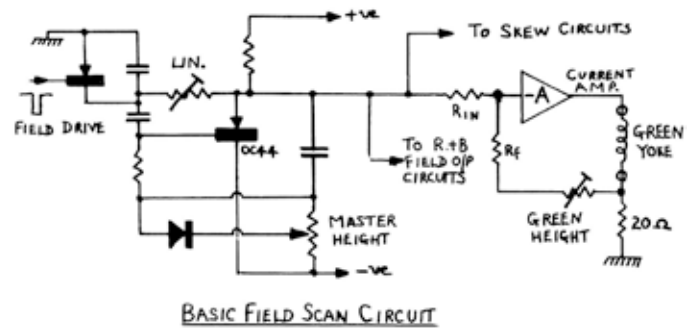 +ve
TO SKEW CIRCUITS
LIN.
FIELD DRIVE
OC44
RIN
-A
CURRENT
AMP.
GREEN
YOKE
TO R.+B
FIELD O/P
CIRCUITS
Rf
GREEN
HEIGHT
20Ω
MASTER
HEIGHT
-ve
BASIC FIELD SCAN CIRCUIT